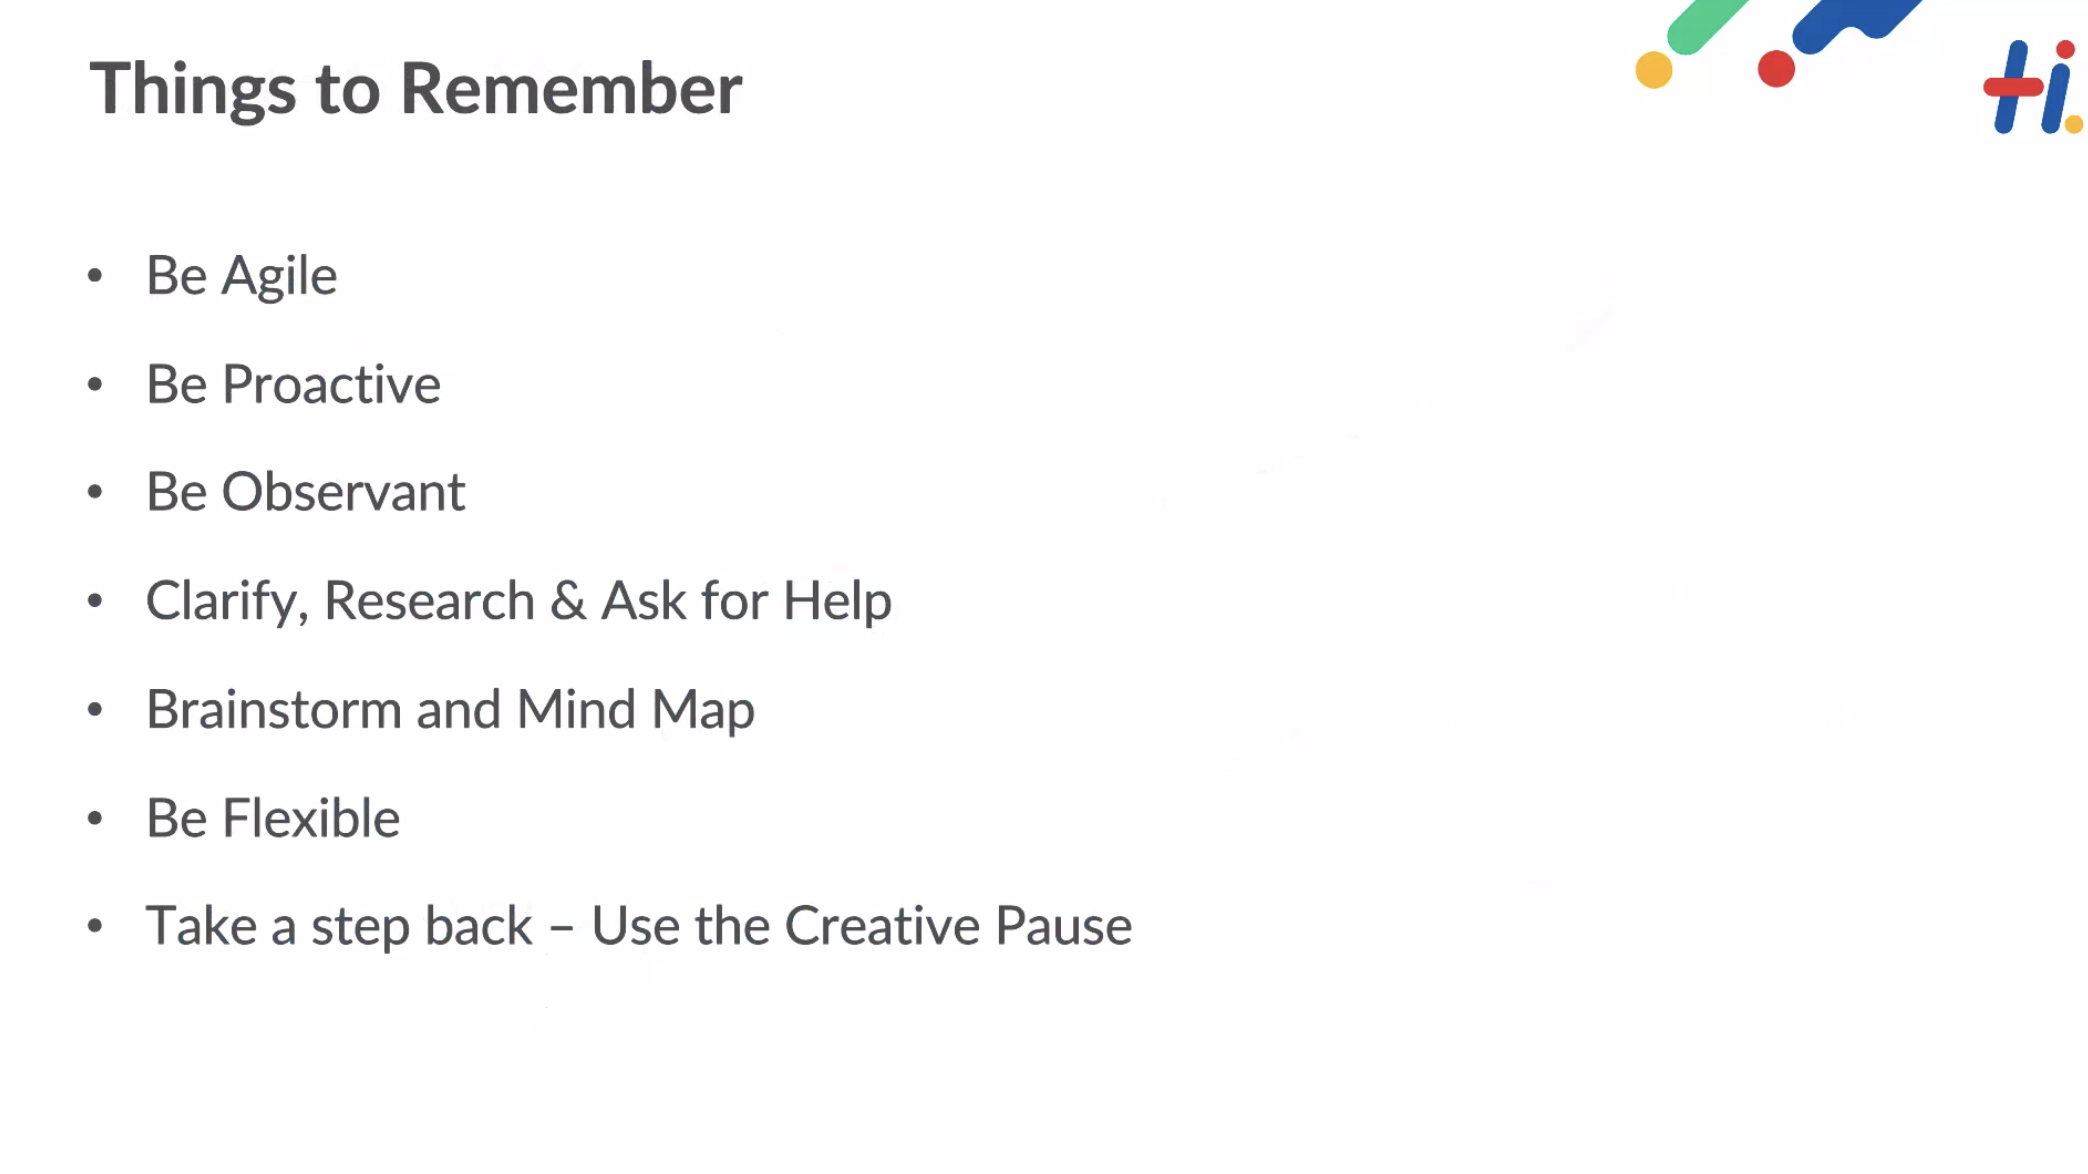 Things to Remember
Hi.
• Be Agile
• Be Proactive
• Be Observant
• Clarify, Research & Ask for Help
• Brainstorm and Mind Map
• Be Flexible
• Take a step back – Use the Creative Pause